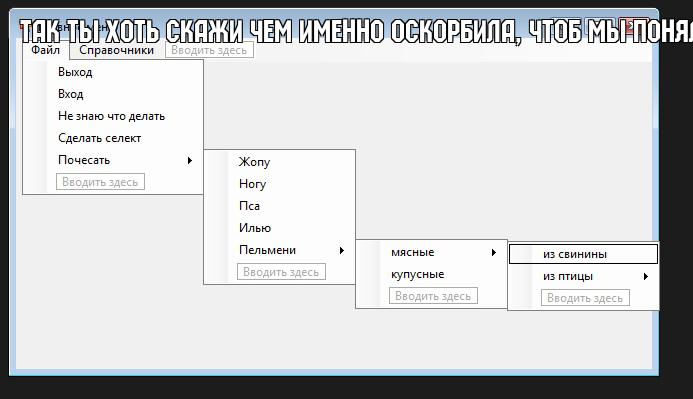 ТАК ТЫ ХОТЬ СКАЖИ ЧЕМ ИМЕННО ОСКОРБИЛА, ЧТОБ МЫ ПОНЯЛ
Файл Справочники Вводить здесь
Выход
Вход
Не знаю что делать
Сделать селект
Почесать
Вводить здесь
Жопу
Ногу
Пса
Илью
Пельмени
Вводить здесь
мясные
купусные
Вводить здесь
из свинины
из птицы
Вводить здесь